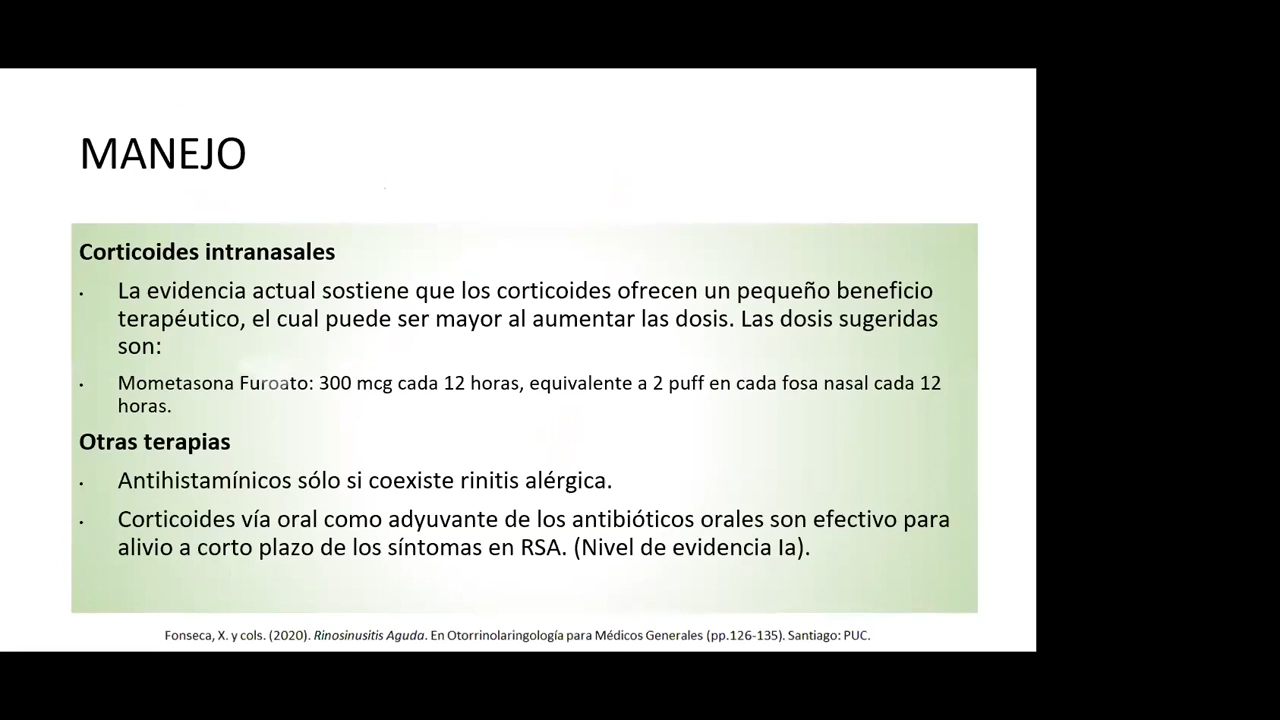 MANEJO
Corticoides intranasales
· La evidencia actual sostiene que los corticoides ofrecen un pequeño beneficio
terapéutico, el cual puede ser mayor al aumentar las dosis. Las dosis sugeridas
son:
· Mometasona Furoato: 300 mcg cada 12 horas, equivalente a 2 puff en cada fosa nasal cada 12
horas.
Otras terapias
· Antihistamínicos sólo si coexiste rinitis alérgica.
· Corticoides vía oral como adyuvante de los antibióticos orales son efectivo para
alivio a corto plazo de los síntomas en RSA. (Nivel de evidencia Ia).
Fonseca, X. y cols. (2020). Rinosinusitis Aguda. En Otorrinolaringología para Médicos Generales (pp.126-135). Santiago: PUC.